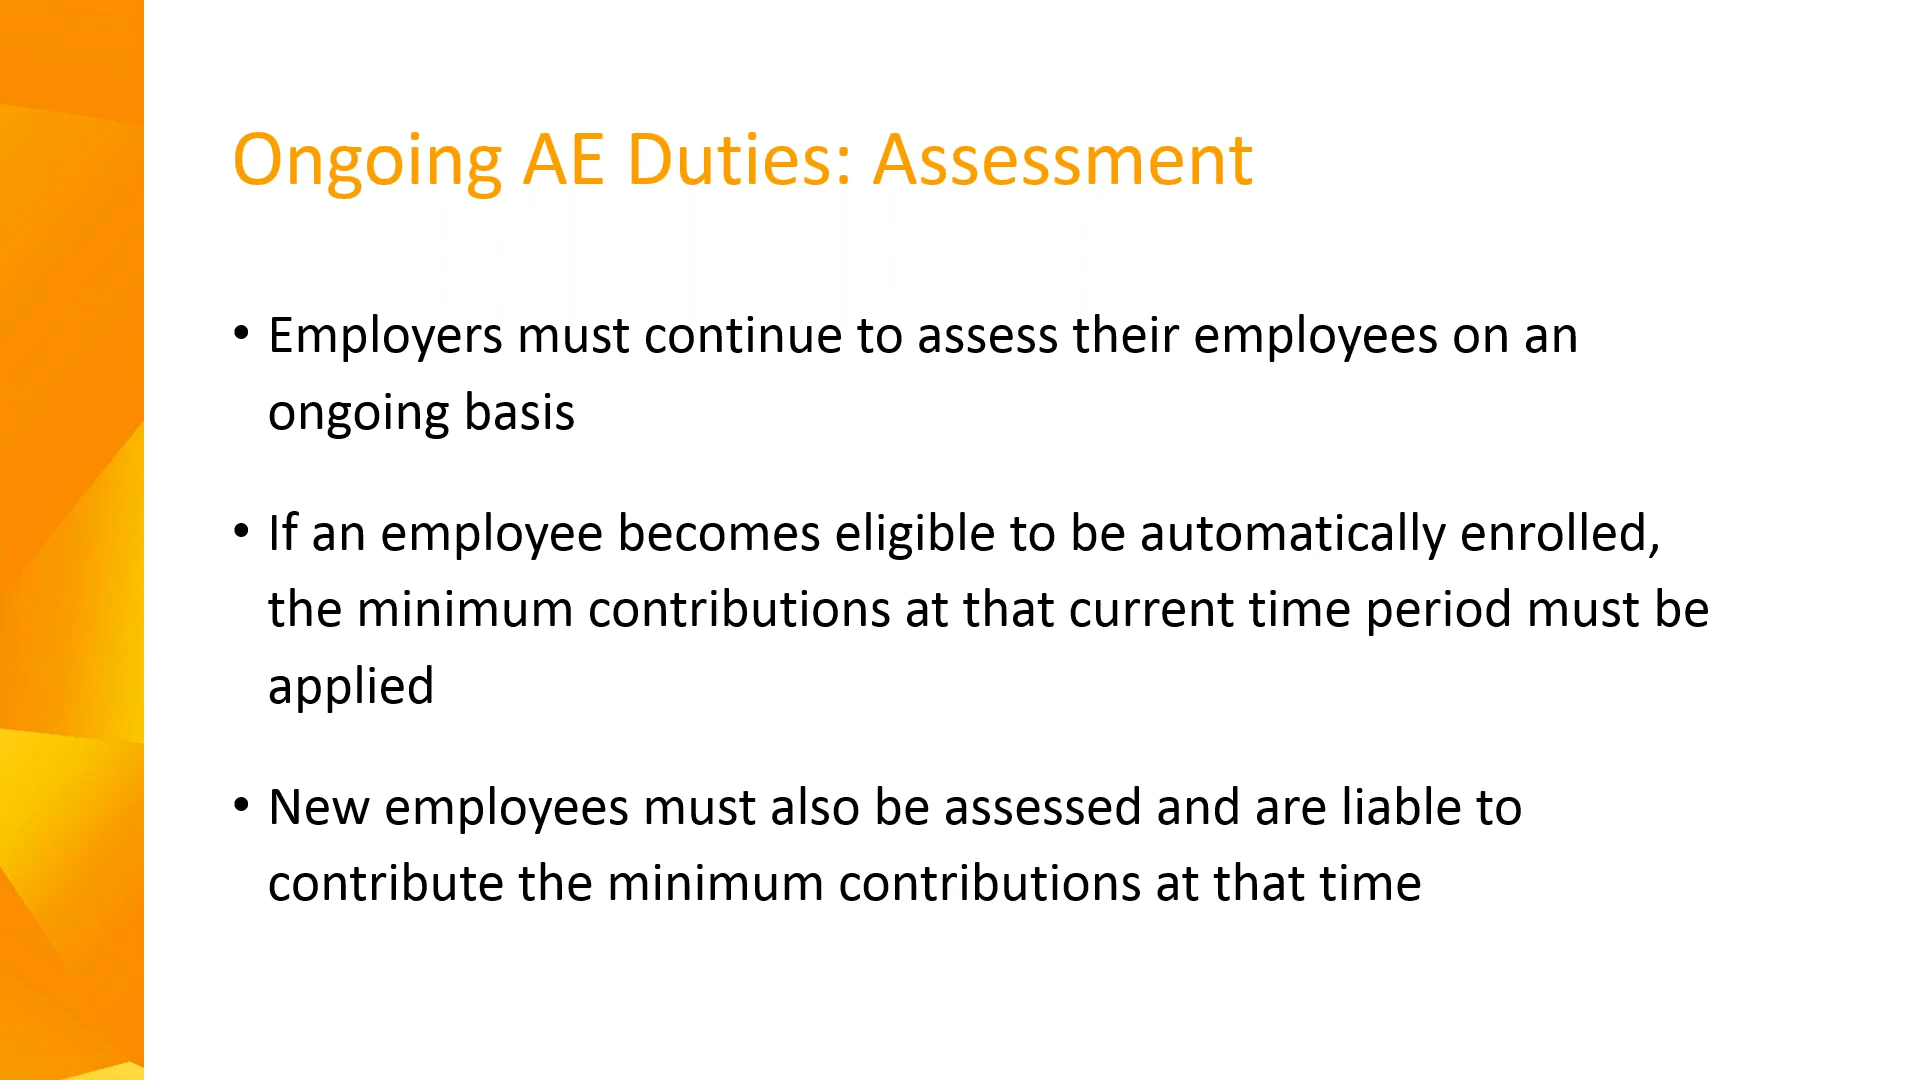 Ongoing AE Duties: Assessment
• Employers must continue to assess their employees on an
ongoing basis
• If an employee becomes eligible to be automatically enrolled,
the minimum contributions at that current time period must be
applied
• New employees must also be assessed and are liable to
contribute the minimum contributions at that time